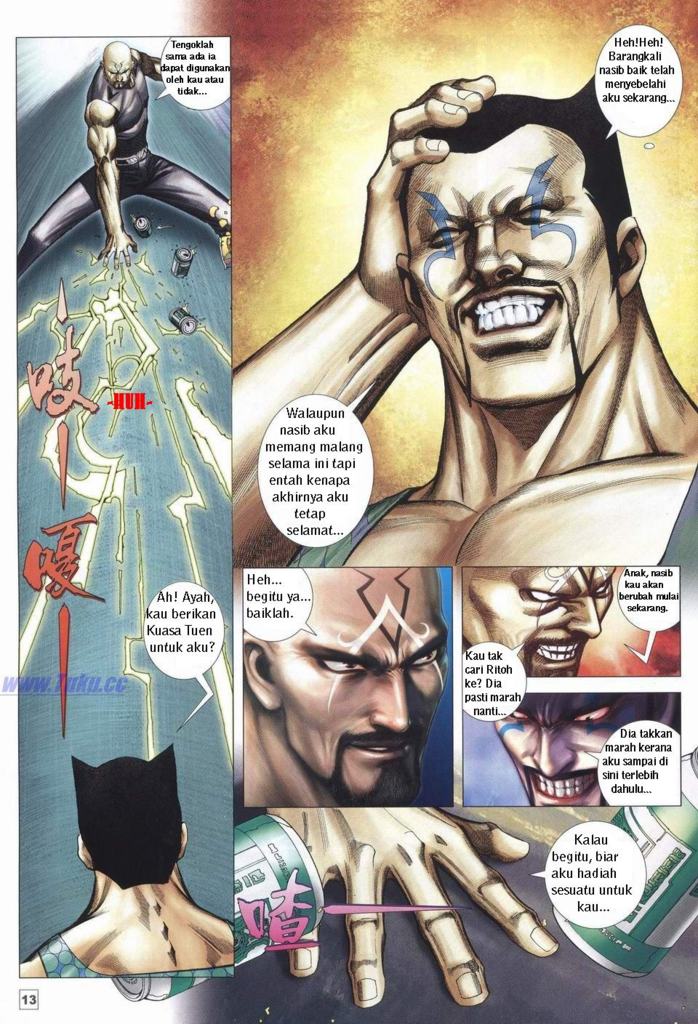 Tengoklah
sama ada ia
dapat digunakan
oleh kau atau
tidak...
Heh!Heh!
Barangkali
nasib baik telah
menyebelahi
aku sekarang...
吱
-HUH-
嗄
Walaupun
nasib aku
memang malang
selama ini tapi
entah kenapa
akhirnya aku
tetap
selamat...
Ah! Ayah,
kau berikan
Kuasa Tuen
untuk aku?
www.Tuku.cc
Heh...
begitu ya...
baiklah.
Anak, nasib
kau akan
berubah mulai
sekarang.
Kau tak
cari Ritoh
ke? Dia
pasti marah
nanti...
Dia takkan
marah kerana
aku sampai di
sini terlebih
dahulu...
Kalau
begitu, biar
aku hadiah
sesuatu untuk
kau...
喳
13